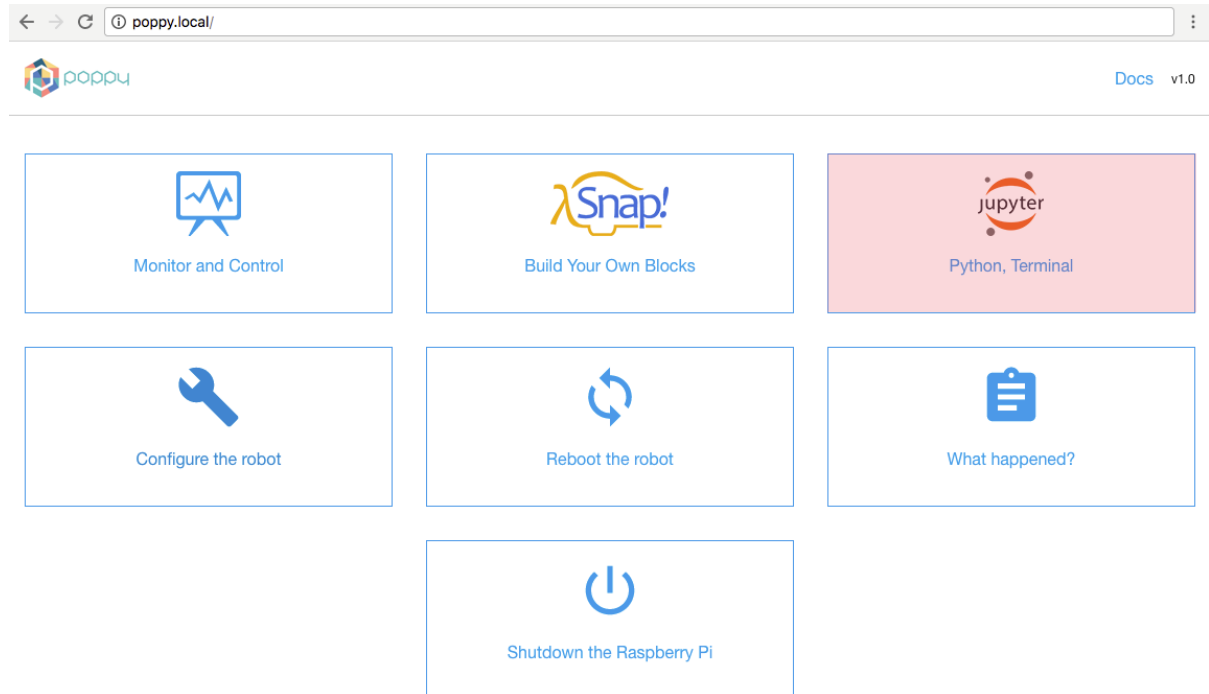 poppy.local/
poppy
Docs v1.0
λSnap!
jupyter
Monitor and Control
Build Your Own Blocks
Python, Terminal
Configure the robot
Reboot the robot
What happened?
Shutdown the Raspberry Pi